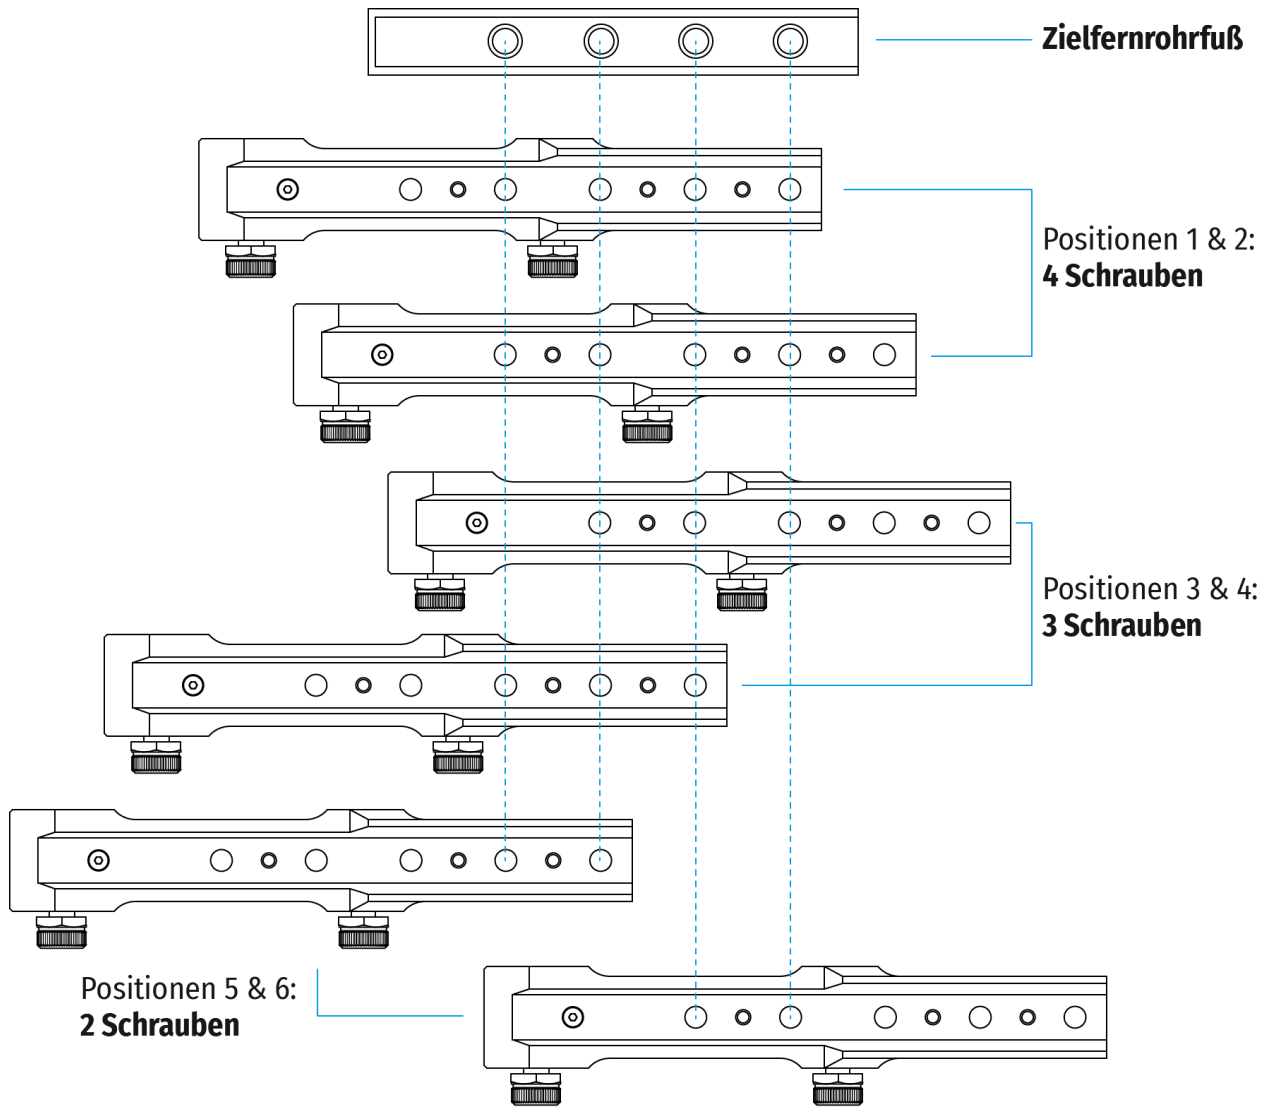 Zielfernrohrfuß
Positionen 1 & 2:
4 Schrauben
Positionen 3 & 4:
3 Schrauben
Positionen 5 & 6:
2 Schrauben